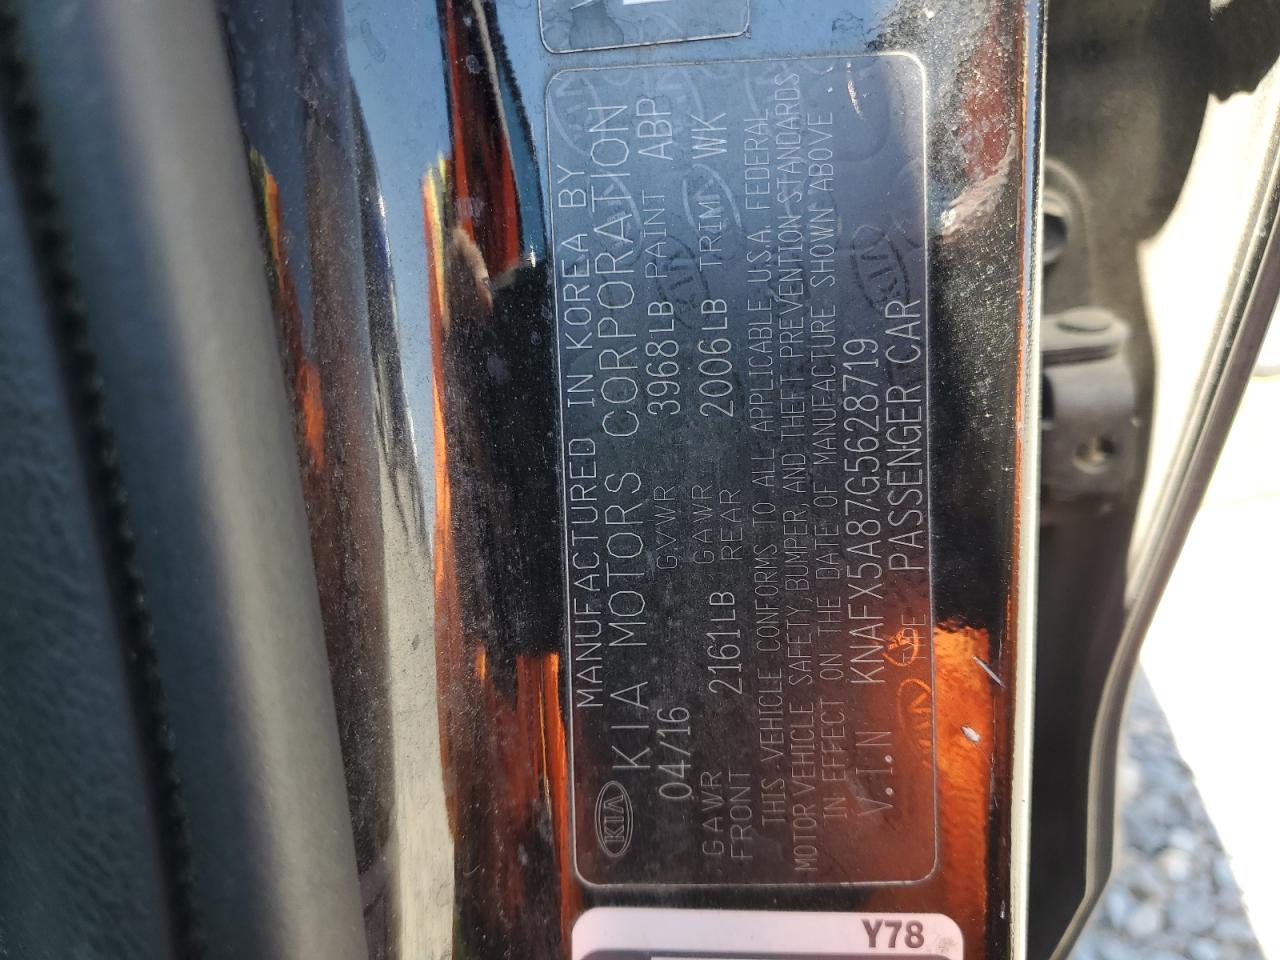 MANUFACTURED IN KOREA BY
KIA KIA MOTORS CORPORATION
04/16 GVWR 3968LB PAINT ABP
GAWR FRONT 2161LB GAWR REAR 2006LB TRIM WK
THIS VEHICLE CONFORMS TO ALL APPLICABLE U.S.A. FEDERAL
MOTOR VEHICLE SAFETY, BUMPER, AND THEFT PREVENTION STANDARDS
IN EFFECT ON THE DATE OF MANUFACTURE SHOWN ABOVE
V.I.N KNAFX5A87G5628719
TYPE PASSENGER CAR
Y78